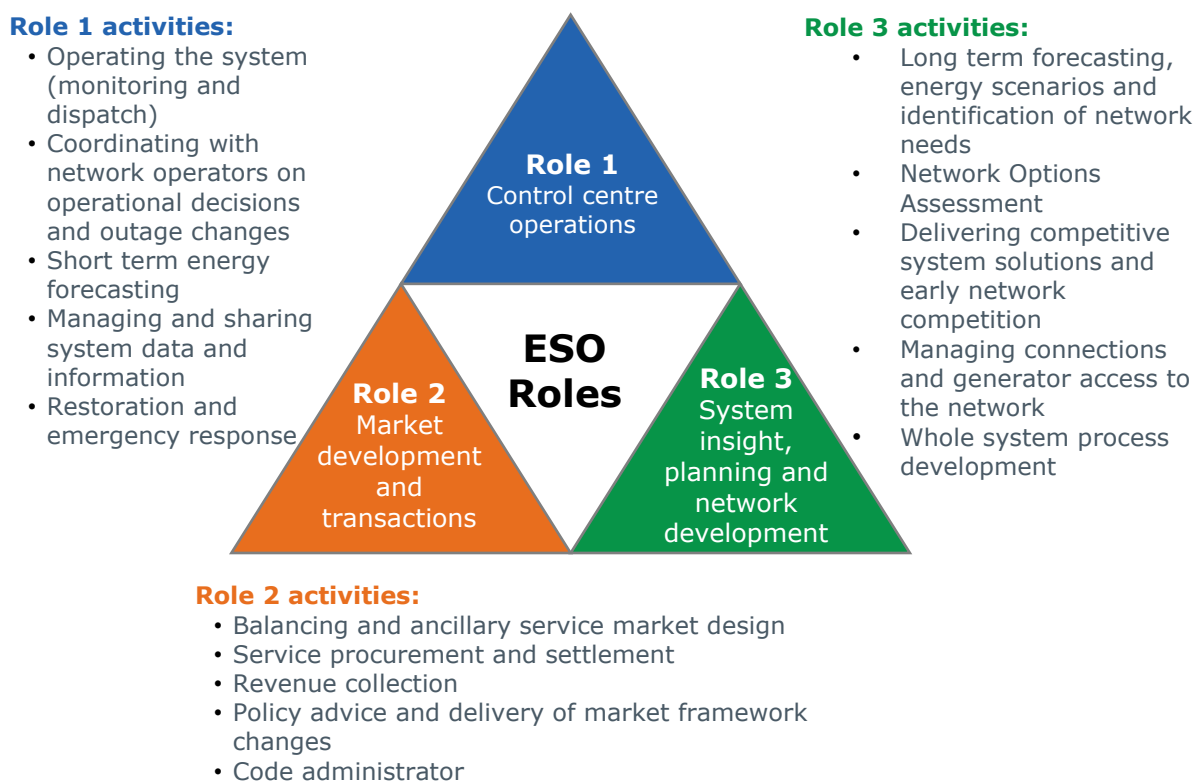 Role 1 activities:
• Operating the system
(monitoring and
dispatch)
• Coordinating with
network operators on
operational decisions
and outage changes
• Short term energy
forecasting
• Managing and sharing
system data and
information
• Restoration and
emergency response
Role 1
Control centre
operations
ESO
Roles
Role 2
Market
development
and
transactions
Role 3
System
insight,
planning and
network
development
Role 3 activities:
• Long term forecasting,
energy scenarios and
identification of network
needs
• Network Options
Assessment
• Delivering competitive
system solutions and
early network
competition
• Managing connections
and generator access to
the network
• Whole system process
development
Role 2 activities:
• Balancing and ancillary service market design
• Service procurement and settlement
• Revenue collection
• Policy advice and delivery of market framework
changes
• Code administrator